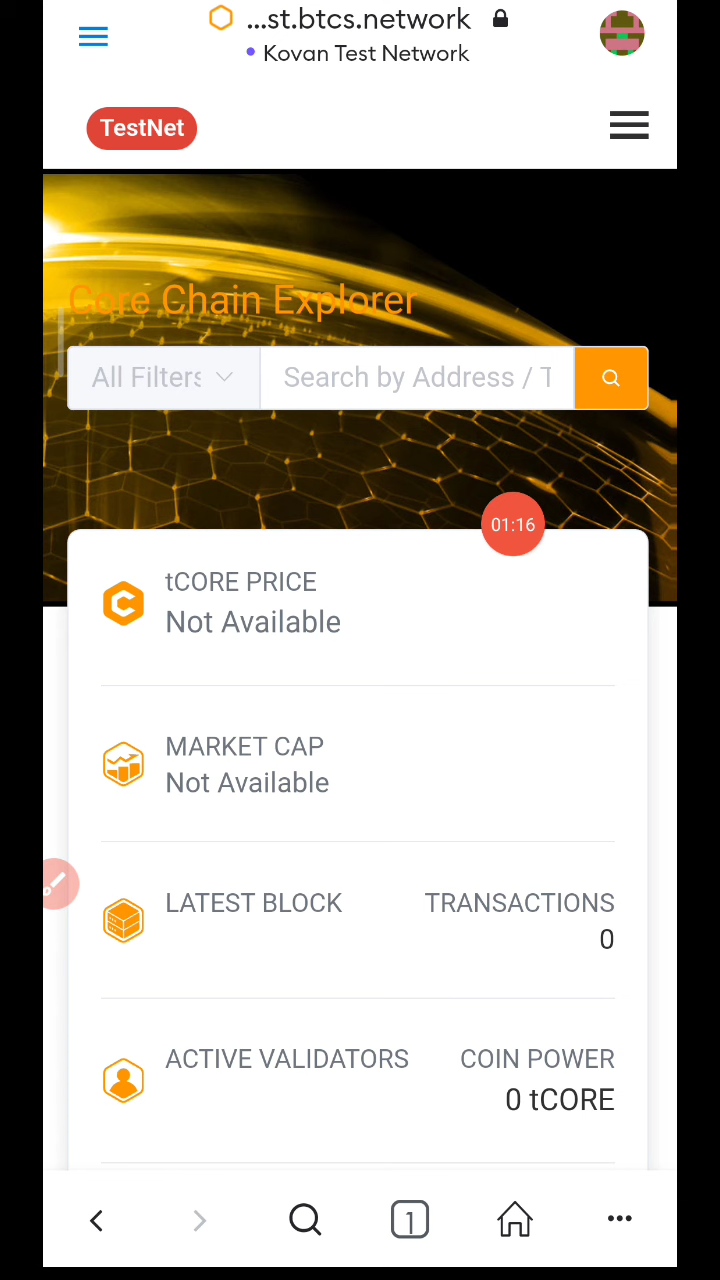 ...st.btcs.network
Kovan Test Network
TestNet
Core Chain Explorer
All Filters
Search by Address / T
01:16
tCORE PRICE
Not Available
MARKET CAP
Not Available
LATEST BLOCK
TRANSACTIONS
0
ACTIVE VALIDATORS
COIN POWER
0 tCORE
1